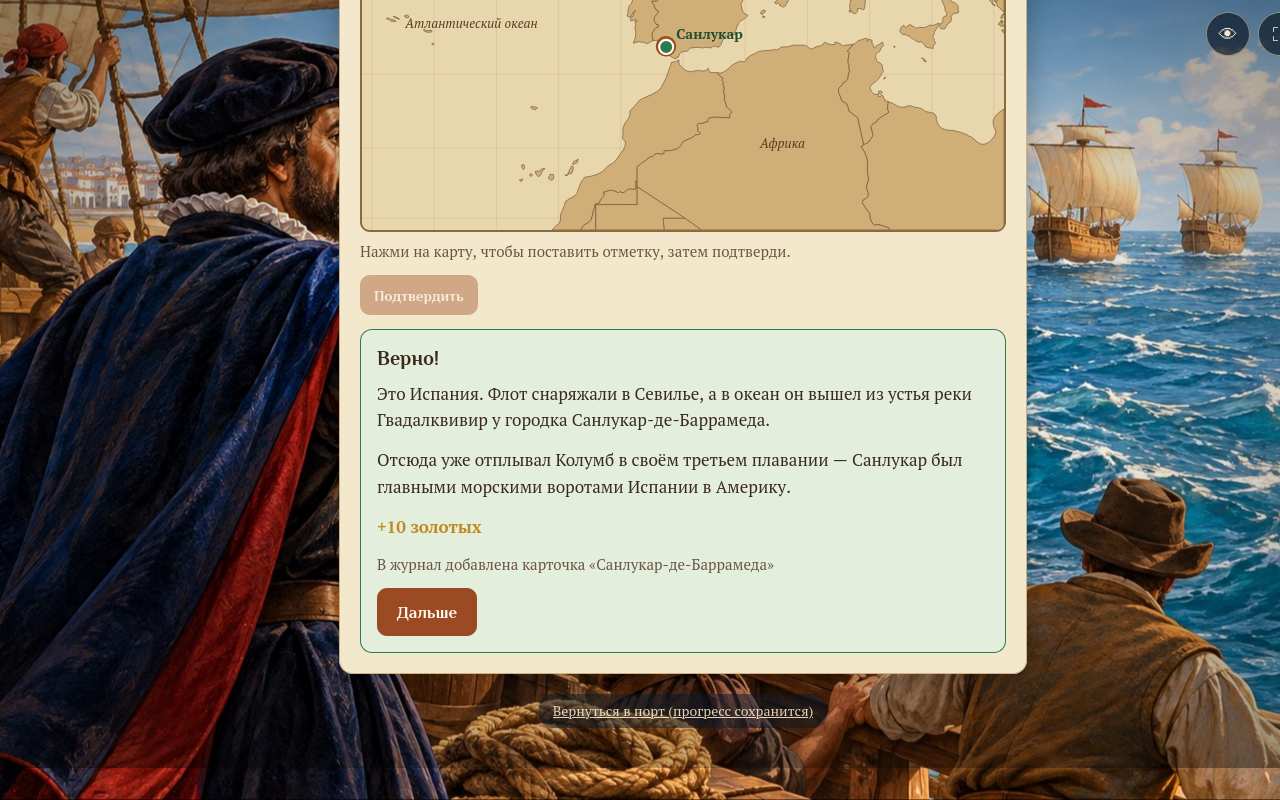 Атлантический океан
Санлукар
Африка
Нажми на карту, чтобы поставить отметку, затем подтверди.
Подтвердить
Верно!
Это Испания. Флот снаряжали в Севилье, а в океан он вышел из устья реки
Гвадалквивир у городка Санлукар-де-Баррамеда.
Отсюда уже отплывал Колумб в своём третьем плавании — Санлукар был
главными морскими воротами Испании в Америку.
+10 золотых
В журнал добавлена карточка «Санлукар-де-Баррамеда»
Дальше
Вернуться в порт (прогресс сохранится)